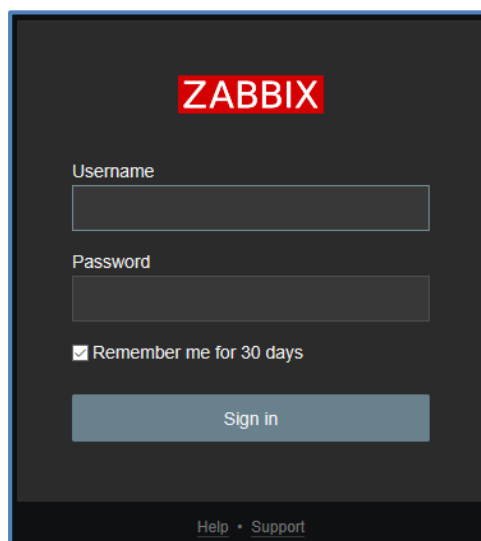 ZABBIX
Username
Password
Remember me for 30 days
Sign in
Help • Support